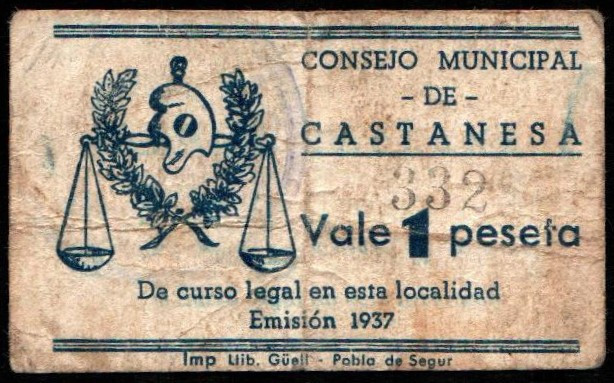 CONSEJO MUNICIPAL
- DE -
CASTANESA
332
Vale 1 peseta
De curso legal en esta localidad
Emisión 1937
Imp Llib. Güell - Pobla de Segur